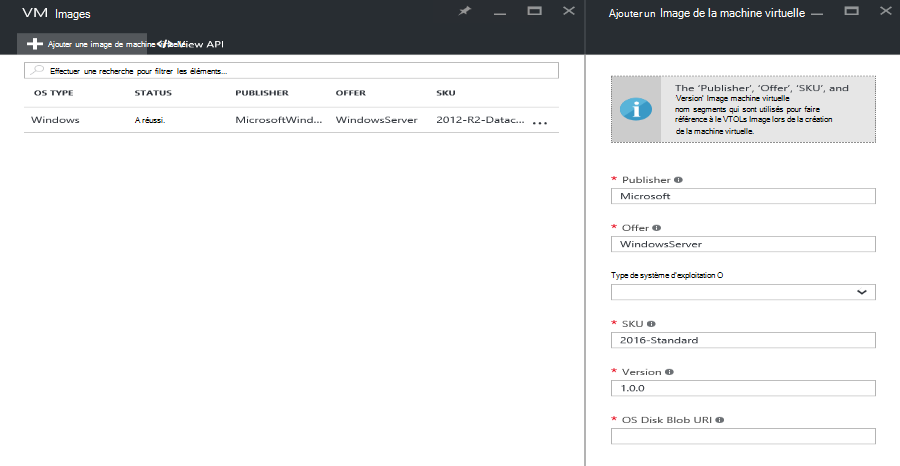 VM Images
Ajouter une image de machine virtuelle View API
Effectuer une recherche pour filtrer les éléments...
OS TYPE STATUS PUBLISHER OFFER SKU
Windows A réussi. MicrosoftWind... WindowsServer 2012-R2-Datac... ...
Ajouter un Image de la machine virtuelle
The 'Publisher', 'Offer', 'SKU', and
Version' Image machine virtuelle
nom segments qui sont utilisés pour faire
référence à le VTOLs Image lors de la création
de la machine virtuelle.
* Publisher
Microsoft
* Offer
WindowsServer
Type de système d'exploitation O
* SKU
2016-Standard
* Version
1.0.0
* OS Disk Blob URI